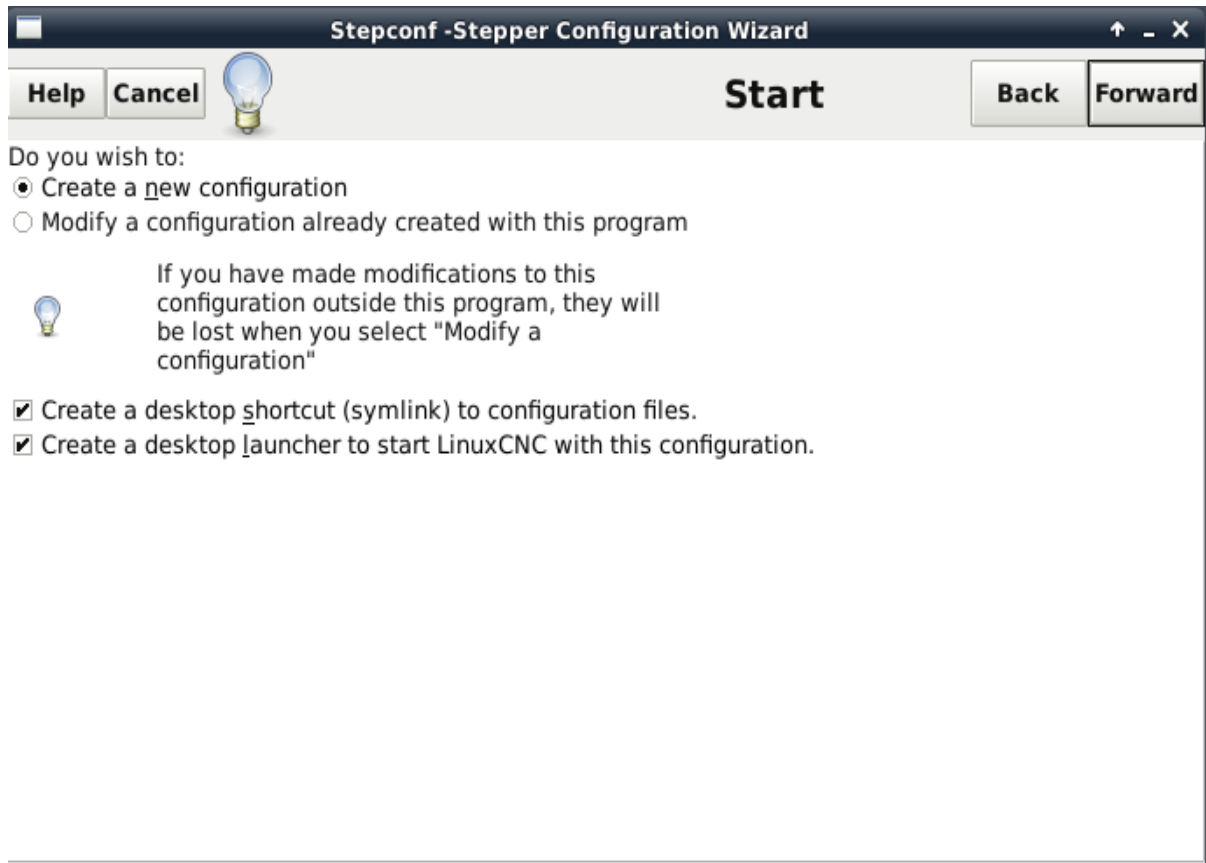 Stepconf -Stepper Configuration Wizard
Help Cancel Start Back Forward
Do you wish to:
Create a new configuration
Modify a configuration already created with this program
If you have made modifications to this
configuration outside this program, they will
be lost when you select "Modify a
configuration"
Create a desktop shortcut (symlink) to configuration files.
Create a desktop launcher to start LinuxCNC with this configuration.